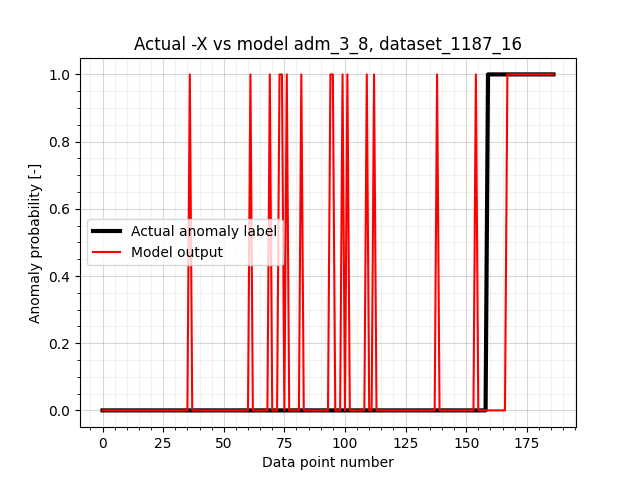 Actual -X vs model adm_3_8, dataset_1187_16
Anomaly probability [-]
1.0
0.8
0.6
0.4
0.2
0.0
Actual anomaly label
Model output
0 25 50 75 100 125 150 175
Data point number